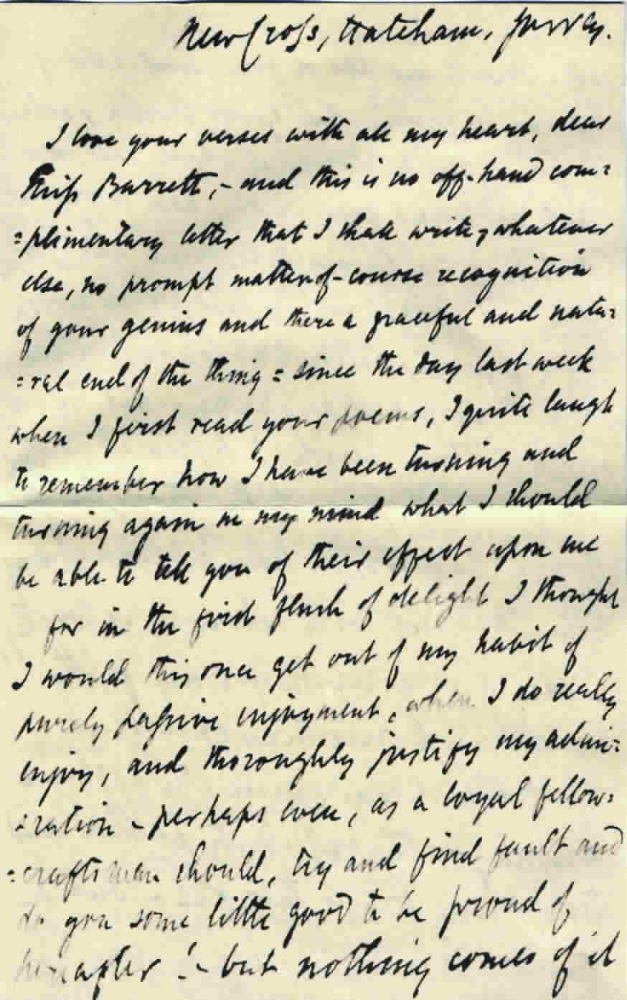 New Cross, Hatcham, Surrey.
I love your verses with all my heart, dear
Miss Barrett, - and this is no off-hand com=
=plimentary letter that I shall write, whatever
else, no prompt matter-of-course recognition
of your genius and there a graceful and natu=
=ral end of the thing = since the day last week
when I first read your poems, I quite laugh
to remember how I have been turning and
turning again in my mind what I should
be able to tell you of their effect upon me
for in the first flush of delight I thought
I would this once get out of my habit of
purely passive enjoyment, when I do really
enjoy, and thoroughly justify my admi=
=ration - perhaps even, as a loyal fellow=
=craftsman should, try and find fault and
do you some little good to be proud of
hereafter! - but nothing comes of it